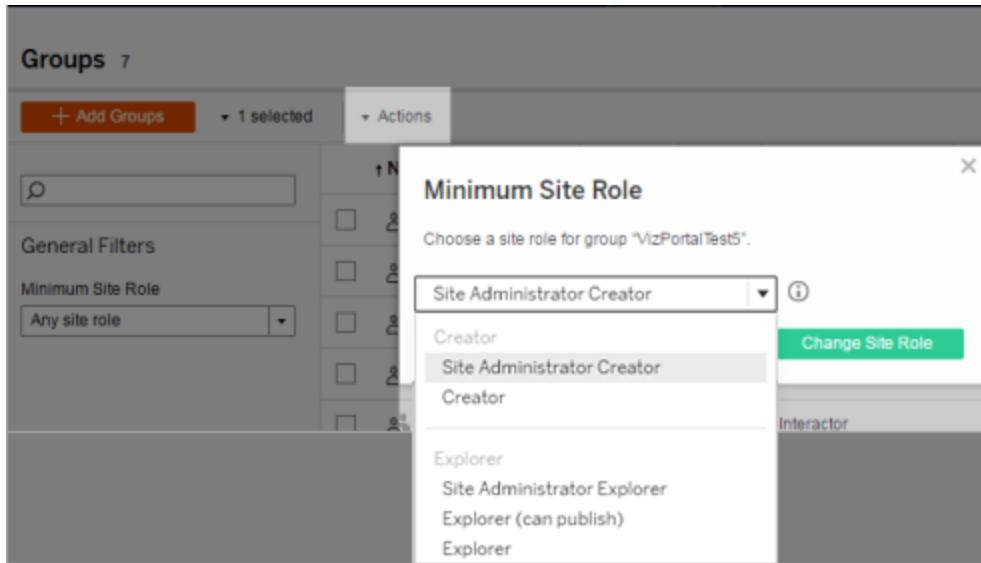 Groups 7
+ Add Groups
1 selected
Actions
General Filters
Minimum Site Role
Any site role
↑ N
Minimum Site Role
Choose a site role for group "VizPortalTest5".
Site Administrator Creator
Change Site Role
Creator
Site Administrator Creator
Creator
Interactor
Explorer
Site Administrator Explorer
Explorer (can publish)
Explorer